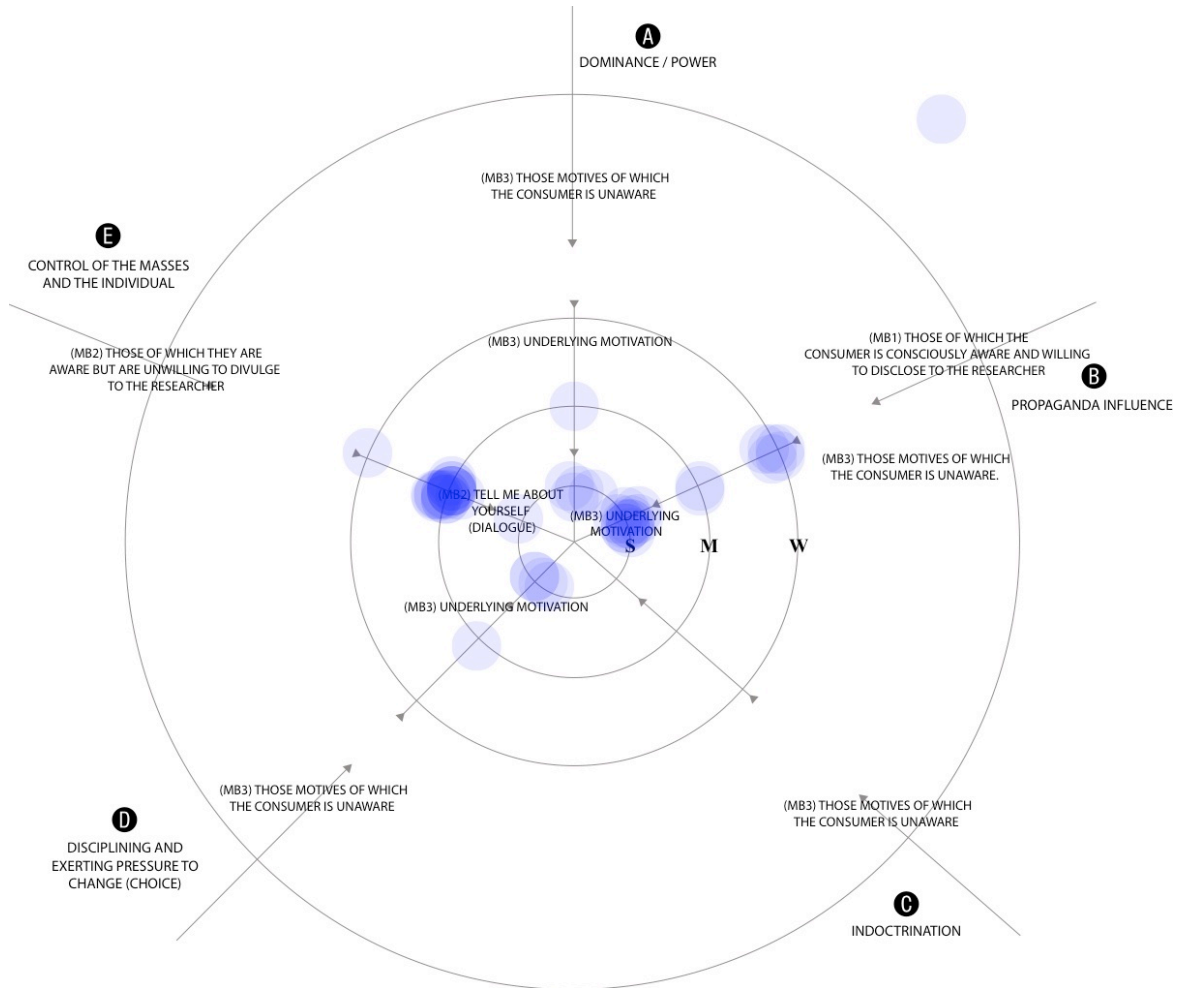 A
DOMINANCE / POWER
(MB3) THOSE MOTIVES OF WHICH
THE CONSUMER IS UNAWARE
E
CONTROL OF THE MASSES
AND THE INDIVIDUAL
(MB2) THOSE OF WHICH THEY ARE
AWARE BUT ARE UNWILLING TO DIVULGE
TO THE RESEARCHER
(MB3) UNDERLYING MOTIVATION
(MB1) THOSE OF WHICH THE
CONSUMER IS CONSCIOUSLY AWARE AND WILLING
TO DISCLOSE TO THE RESEARCHER
B
PROPAGANDA INFLUENCE
(MB3) THOSE MOTIVES OF WHICH
THE CONSUMER IS UNAWARE.
(MB2) TELL ME ABOUT
YOURSELF
(DIALOGUE)
(MB3) UNDERLYING
MOTIVATION
S M W
(MB3) UNDERLYING MOTIVATION
(MB3) THOSE MOTIVES OF WHICH
THE CONSUMER IS UNAWARE
D
DISCIPLINING AND
EXERTING PRESSURE TO
CHANGE (CHOICE)
(MB3) THOSE MOTIVES OF WHICH
THE CONSUMER IS UNAWARE
C
INDOCTRINATION